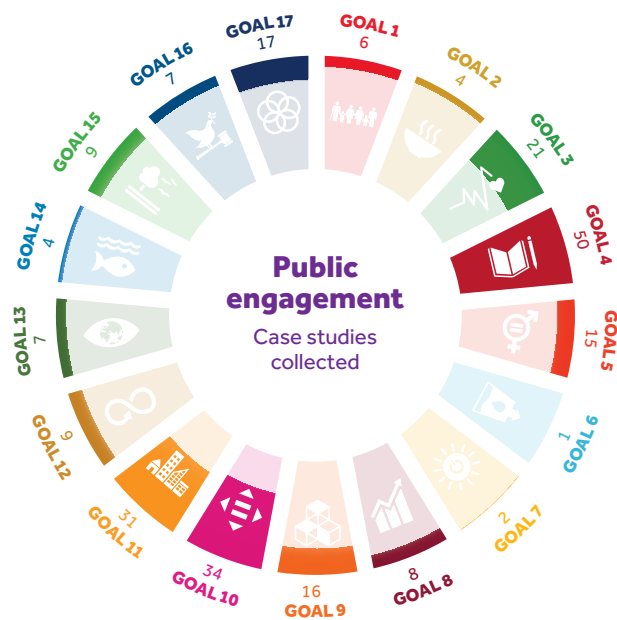 Public
engagement
Case studies
collected
GOAL 1
6
GOAL 2
4
GOAL 3
21
GOAL 4
50
GOAL 5
15
GOAL 6
1
GOAL 7
2
GOAL 8
8
GOAL 9
16
GOAL 10
34
GOAL 11
31
GOAL 12
9
GOAL 13
7
GOAL 14
4
GOAL 15
9
GOAL 16
7
GOAL 17
17